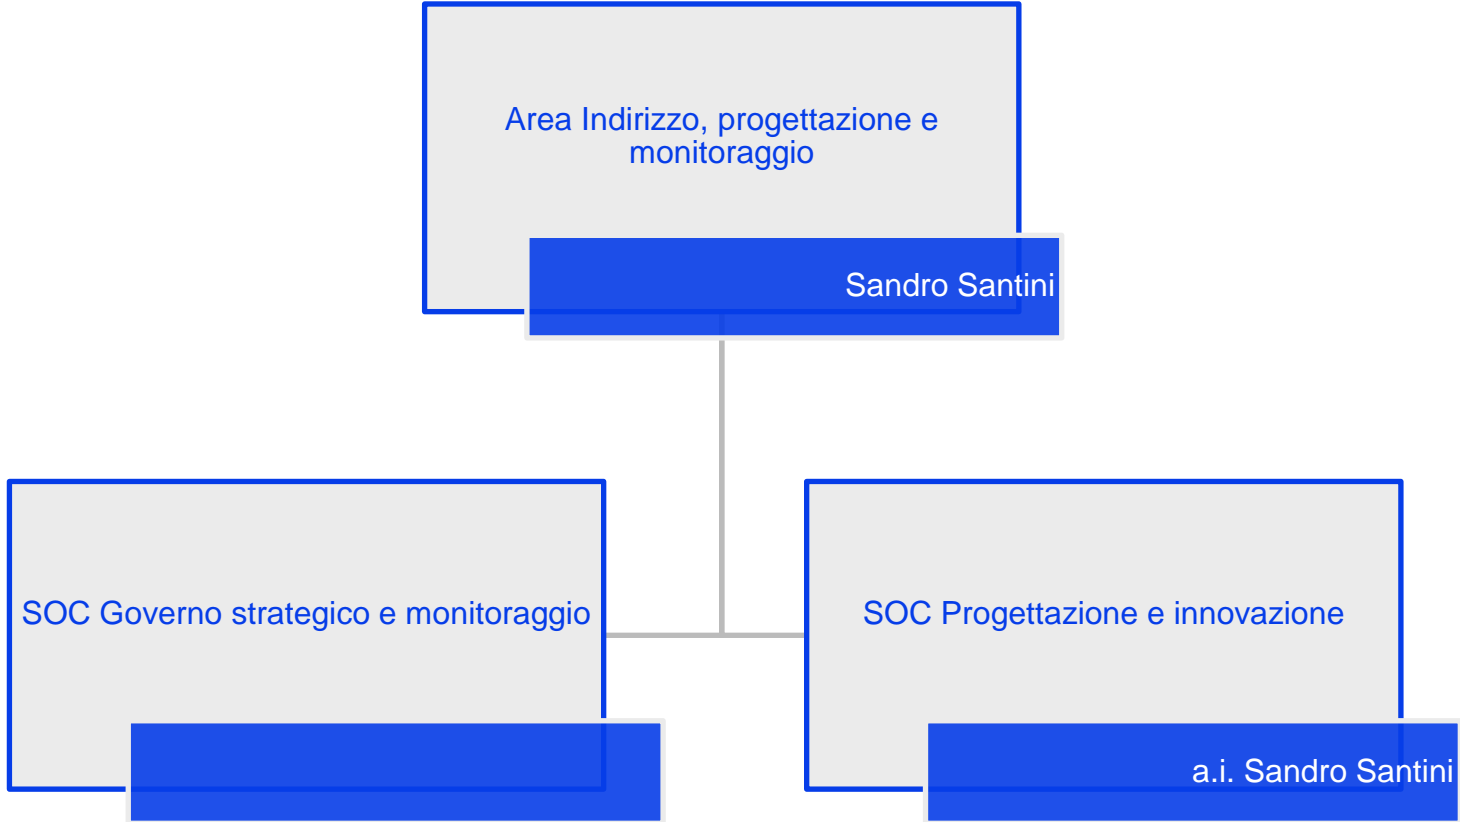 Area Indirizzo, progettazione e
monitoraggio
Sandro Santini
SOC Governo strategico e monitoraggio
SOC Progettazione e innovazione
a.i. Sandro Santini